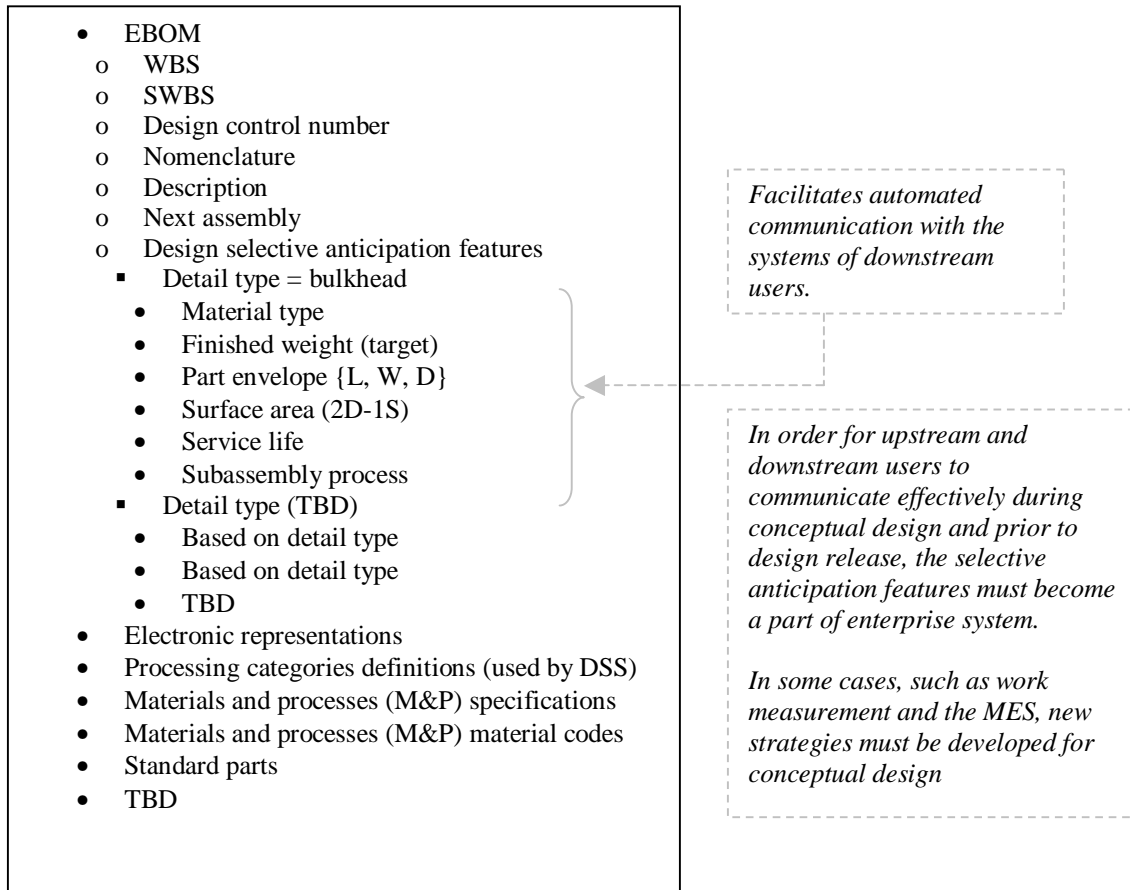 • EBOM
o WBS
o SWBS
o Design control number
o Nomenclature
o Description
o Next assembly
o Design selective anticipation features
▪ Detail type = bulkhead
• Material type
• Finished weight (target)
• Part envelope {L, W, D}
• Surface area (2D-1S)
• Service life
• Subassembly process
▪ Detail type (TBD)
• Based on detail type
• Based on detail type
• TBD
• Electronic representations
• Processing categories definitions (used by DSS)
• Materials and processes (M&P) specifications
• Materials and processes (M&P) material codes
• Standard parts
• TBD
Facilitates automated
communication with the
systems of downstream
users.
In order for upstream and
downstream users to
communicate effectively during
conceptual design and prior to
design release, the selective
anticipation features must become
a part of enterprise system.
In some cases, such as work
measurement and the MES, new
strategies must be developed for
conceptual design